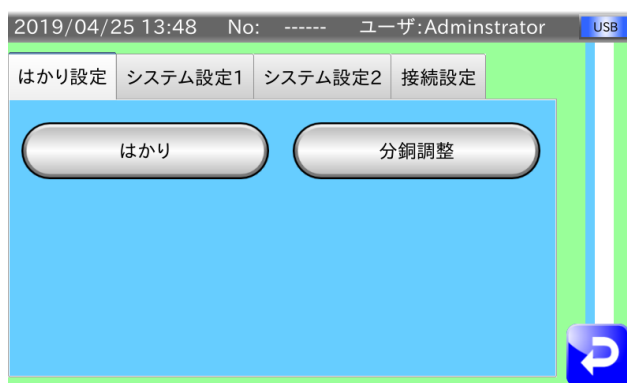 2019/04/25 13:48 No: ------ ユーザ:Adminstrator USB
はかり設定 システム設定1 システム設定2 接続設定
はかり 分銅調整